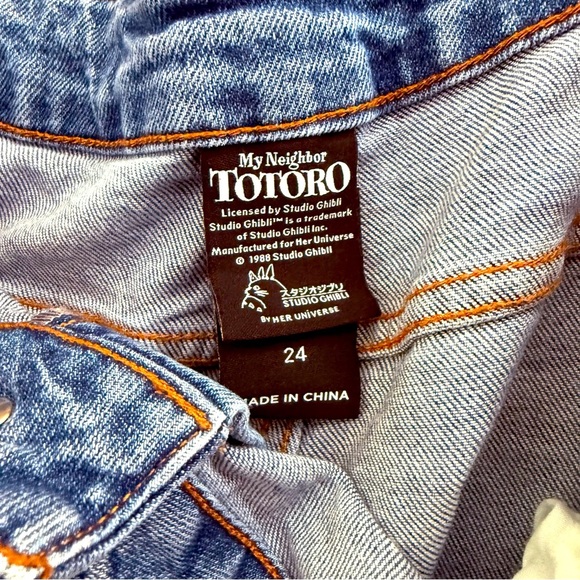 My Neighbor
TOTORO
Licensed by Studio Ghibli
Studio Ghibli™ is a trademark
of Studio Ghibli Inc.
Manufactured for Her Universe
© 1988 Studio Ghibli
スタジオジブリ
STUDIO GHIBLI
BY HER UNIVERSE
24
MADE IN CHINA